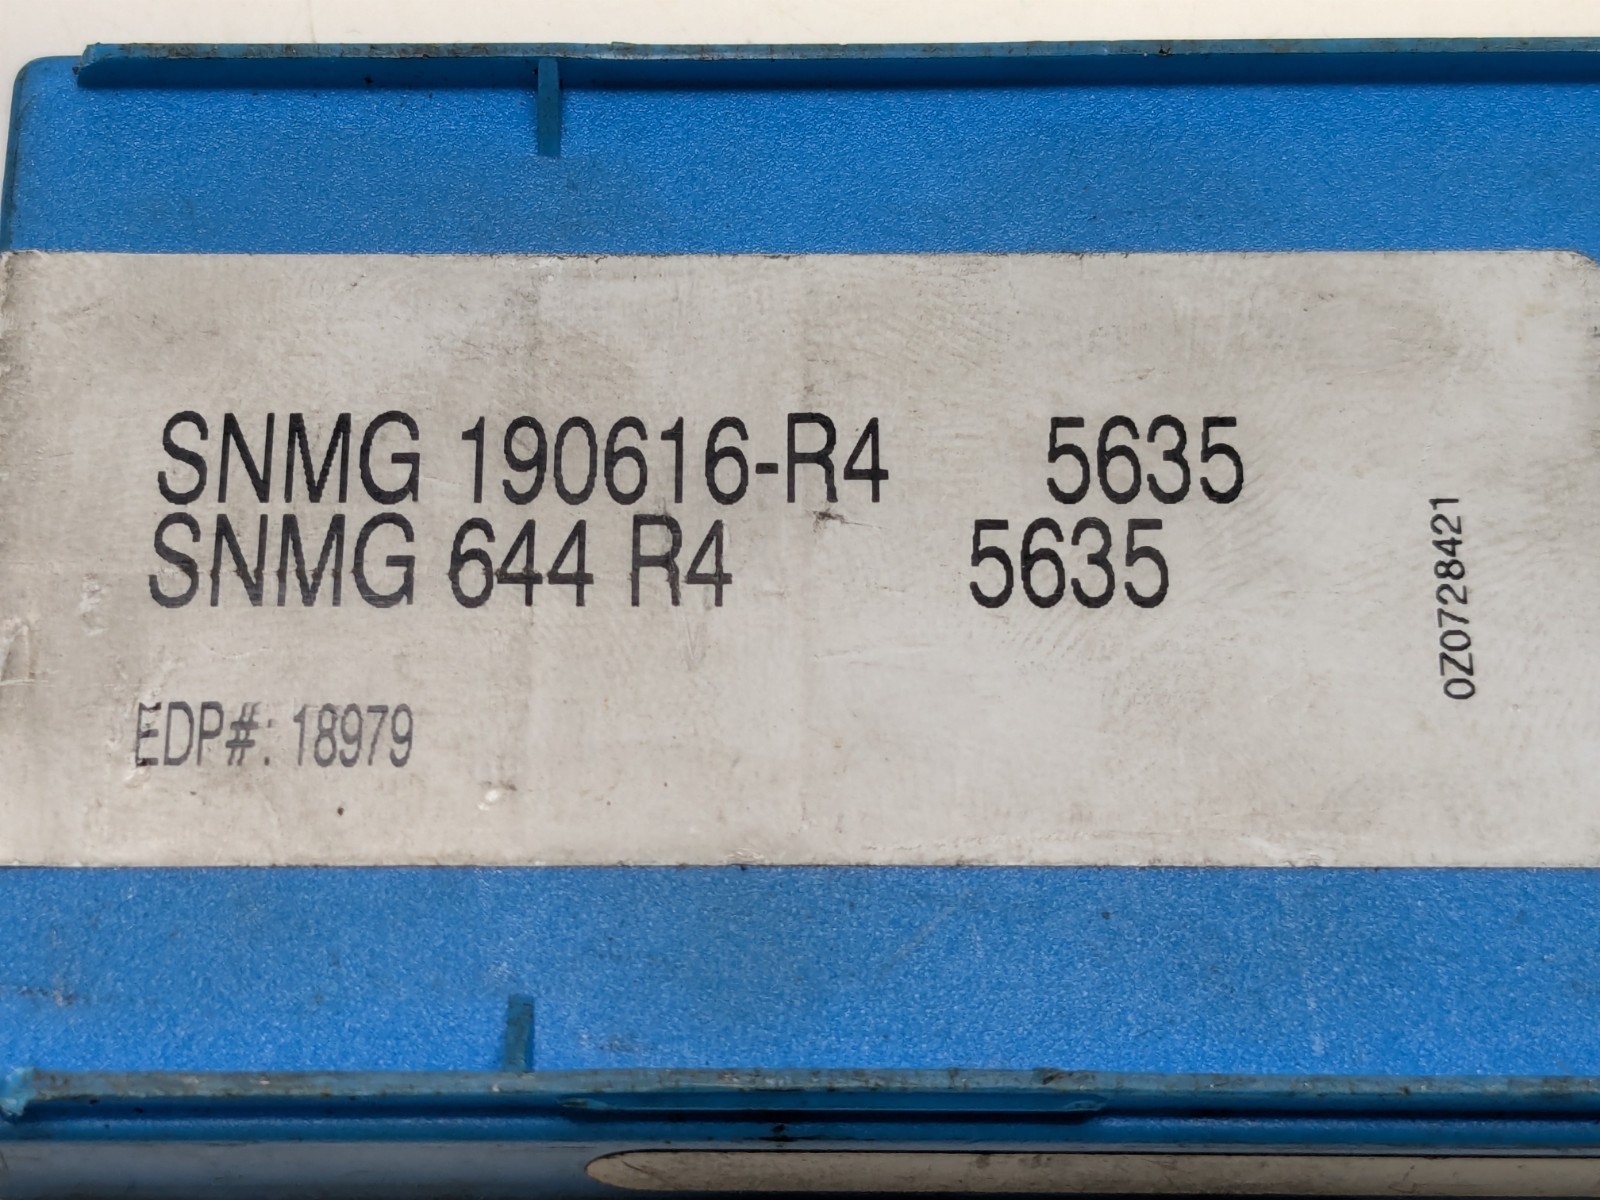 SNMG 190616-R4 5635
SNMG 644 R4 5635
EDP#: 18979
0Z0728421